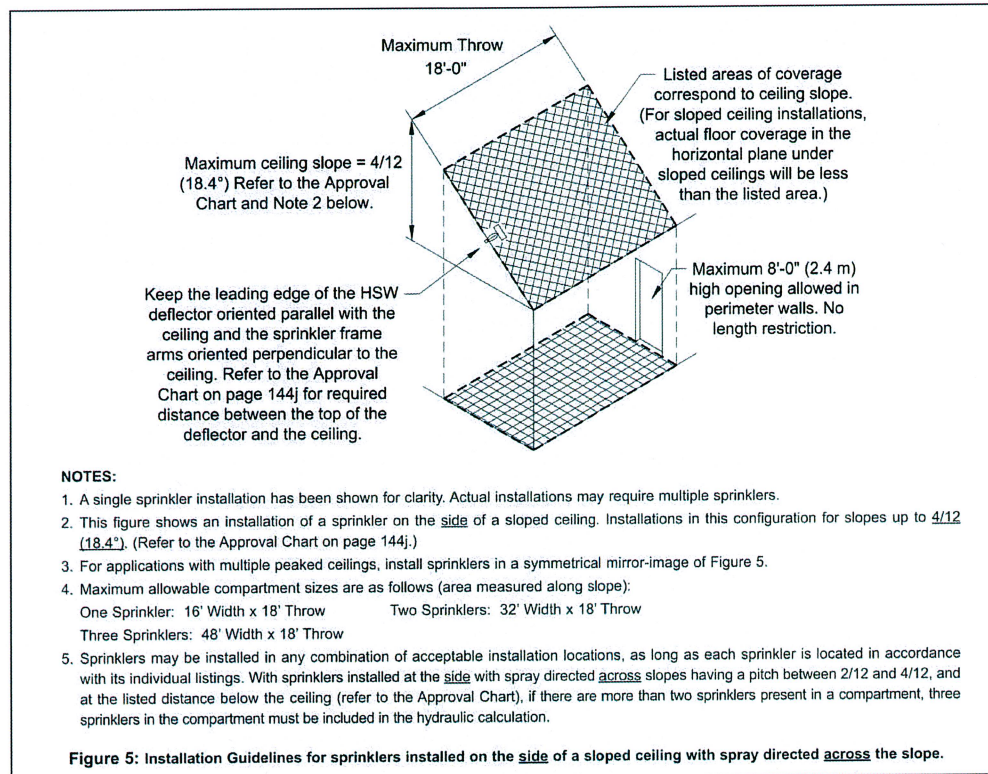 Maximum Throw
18'-0"
Listed areas of coverage
correspond to ceiling slope.
(For sloped ceiling installations,
actual floor coverage in the
horizontal plane under
sloped ceilings will be less
than the listed area.)
Maximum ceiling slope = 4/12
(18.4°) Refer to the Approval
Chart and Note 2 below.
Keep the leading edge of the HSW
deflector oriented parallel with the
ceiling and the sprinkler frame
arms oriented perpendicular to the
ceiling. Refer to the Approval
Chart on page 144j for required
distance between the top of the
deflector and the ceiling.
Maximum 8'-0" (2.4 m)
high opening allowed in
perimeter walls. No
length restriction.
NOTES:
1. A single sprinkler installation has been shown for clarity. Actual installations may require multiple sprinklers.
2. This figure shows an installation of a sprinkler on the side of a sloped ceiling. Installations in this configuration for slopes up to 4/12
(18.4°). (Refer to the Approval Chart on page 144j.)
3. For applications with multiple peaked ceilings, install sprinklers in a symmetrical mirror-image of Figure 5.
4. Maximum allowable compartment sizes are as follows (area measured along slope):
One Sprinkler: 16' Width x 18' Throw Two Sprinklers: 32' Width x 18' Throw
Three Sprinklers: 48' Width x 18' Throw
5. Sprinklers may be installed in any combination of acceptable installation locations, as long as each sprinkler is located in accordance
with its individual listings. With sprinklers installed at the side with spray directed across slopes having a pitch between 2/12 and 4/12, and
at the listed distance below the ceiling (refer to the Approval Chart), if there are more than two sprinklers present in a compartment, three
sprinklers in the compartment must be included in the hydraulic calculation.
Figure 5: Installation Guidelines for sprinklers installed on the side of a sloped ceiling with spray directed across the slope.